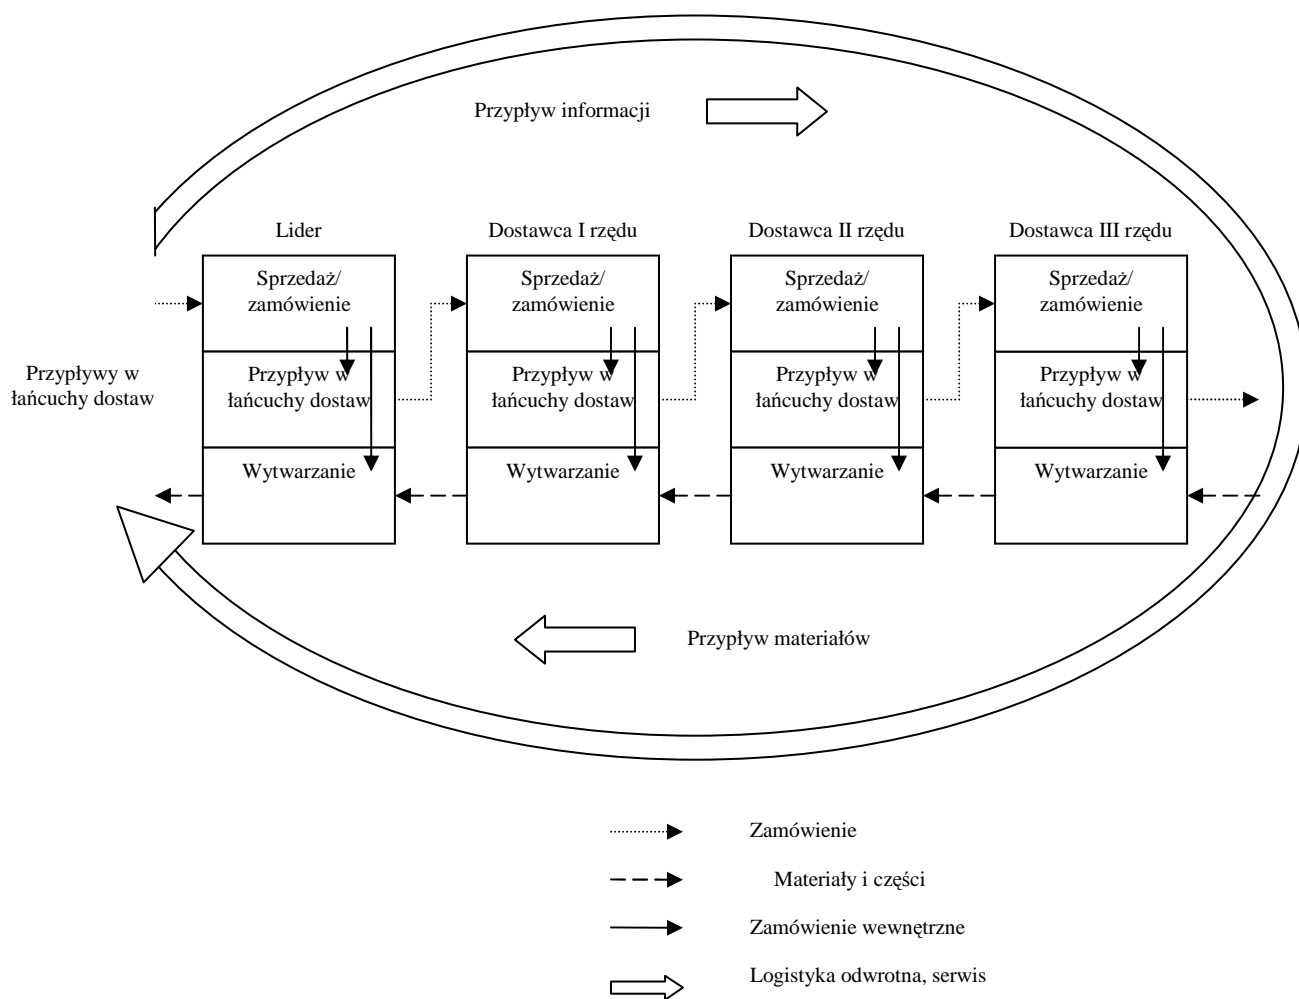 Przypływ informacji
Lider
Dostawca I rzędu
Dostawca II rzędu
Dostawca III rzędu
Sprzedaż/
zamówienie
Sprzedaż/
zamówienie
Sprzedaż/
zamówienie
Sprzedaż/
zamówienie
Przypływy w
łańcuchy dostaw
Przypływ w
łańcuchy dostaw
Przypływ w
łańcuchy dostaw
Przypływ w
łańcuchy dostaw
Przypływ w
łańcuchy dostaw
Wytwarzanie
Wytwarzanie
Wytwarzanie
Wytwarzanie
Przypływ materiałów
Zamówienie
Materiały i części
Zamówienie wewnętrzne
Logistyka odwrotna, serwis